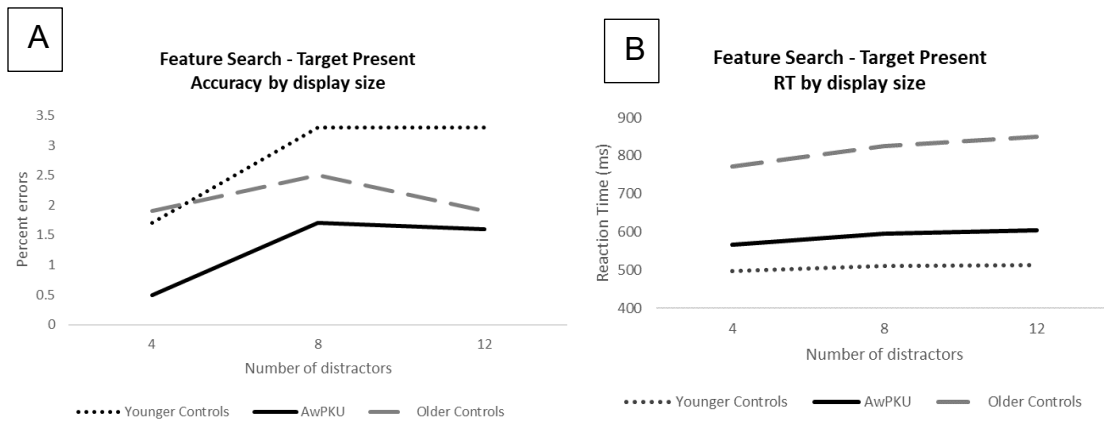 A
Feature Search - Target Present
Accuracy by display size
3.5
3
2.5
2
1.5
1
0.5
0
Percent errors
4 8 12
Number of distractors
Younger Controls AwPKU Older Controls
B
Feature Search - Target Present
RT by display size
900
800
700
600
500
400
Reaction Time (ms)
4 8 12
Number of distractors
Younger Controls AwPKU Older Controls